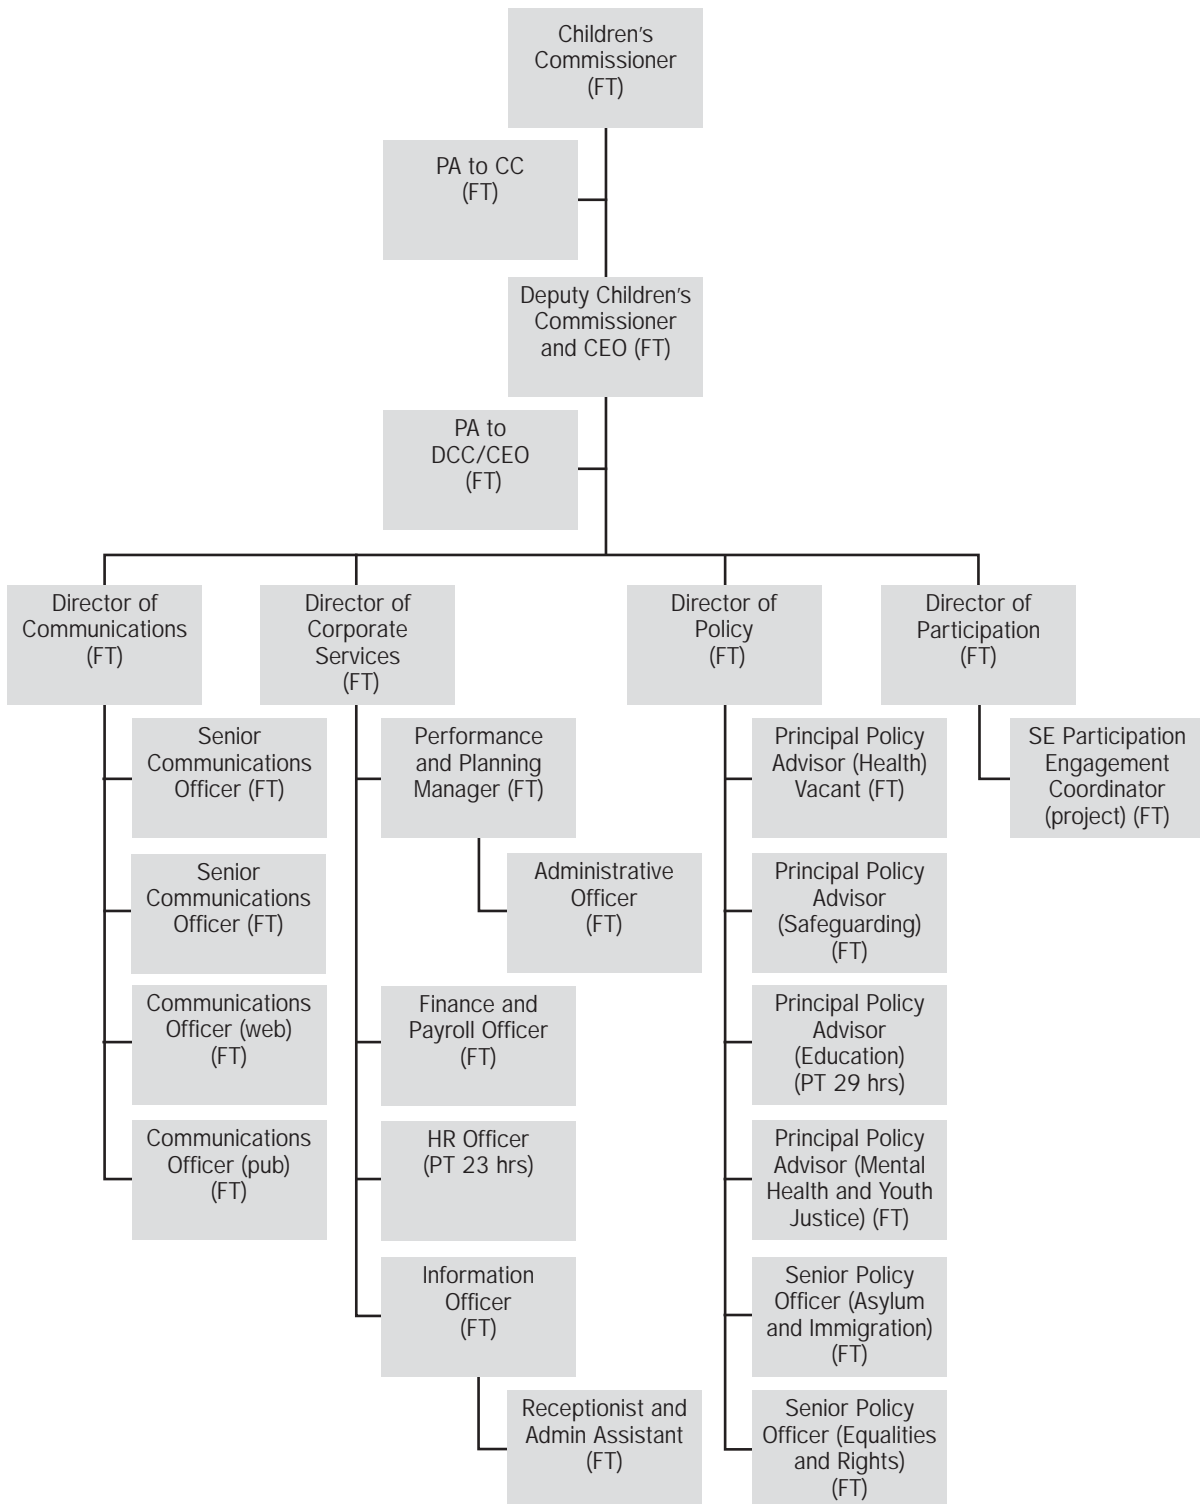 Children's
Commissioner
(FT)
PA to CC
(FT)
Deputy Children's
Commissioner
and CEO (FT)
PA to
DCC/CEO
(FT)
Director of
Communications
(FT)
Director of
Corporate
Services
(FT)
Director of
Policy
(FT)
Director of
Participation
(FT)
Senior
Communications
Officer (FT)
Senior
Communications
Officer (FT)
Communications
Officer (web)
(FT)
Communications
Officer (pub)
(FT)
Performance
and Planning
Manager (FT)
Administrative
Officer
(FT)
Finance and
Payroll Officer
(FT)
HR Officer
(PT 23 hrs)
Information
Officer
(FT)
Receptionist and
Admin Assistant
(FT)
Principal Policy
Advisor (Health)
Vacant (FT)
Principal Policy
Advisor
(Safeguarding)
(FT)
Principal Policy
Advisor
(Education)
(PT 29 hrs)
Principal Policy
Advisor (Mental
Health and Youth
Justice) (FT)
Senior Policy
Officer (Asylum
and Immigration)
(FT)
Senior Policy
Officer (Equalities
and Rights)
(FT)
SE Participation
Engagement
Coordinator
(project) (FT)